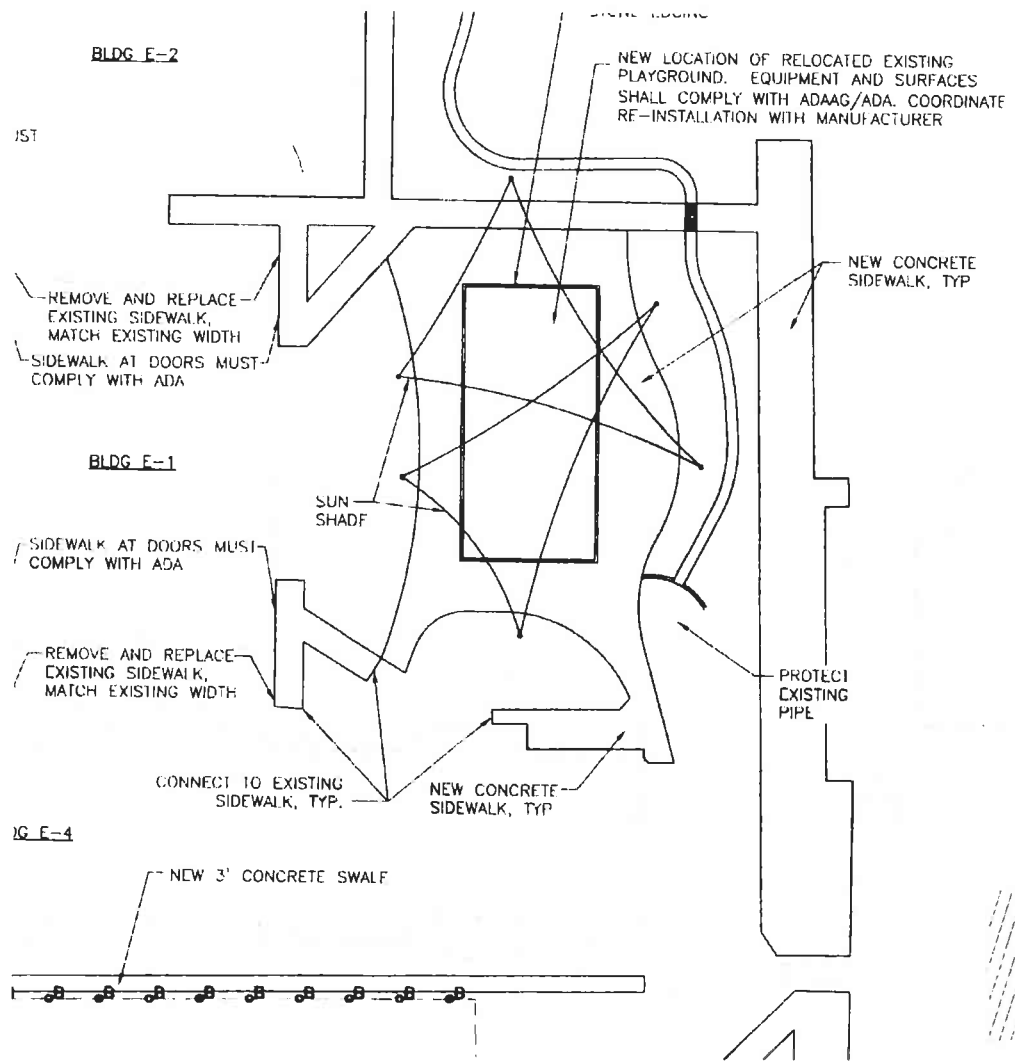 BLDG E-2
NEW LOCATION OF RELOCATED EXISTING
PLAYGROUND. EQUIPMENT AND SURFACES
SHALL COMPLY WITH ADAAG/ADA. COORDINATE
RE-INSTALLATION WITH MANUFACTURER
NEW CONCRETE
SIDEWALK, TYP
REMOVE AND REPLACE
EXISTING SIDEWALK,
MATCH EXISTING WIDTH
SIDEWALK AT DOORS MUST
COMPLY WITH ADA
BLDG E-1
SUN
SHADE
SIDEWALK AT DOORS MUST
COMPLY WITH ADA
REMOVE AND REPLACE
EXISTING SIDEWALK,
MATCH EXISTING WIDTH
PROTECT
EXISTING
PIPE
CONNECT TO EXISTING
SIDEWALK, TYP.
NEW CONCRETE
SIDEWALK, TYP
E-4
NEW 3' CONCRETE SWALE